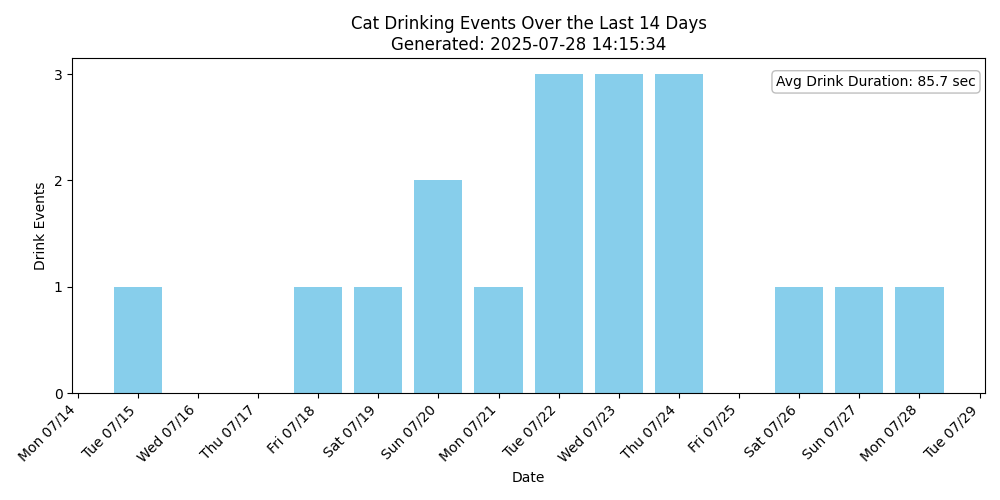 Cat Drinking Events Over the Last 14 Days
Generated: 2025-07-28 14:15:34
Avg Drink Duration: 85.7 sec
Drink Events
3
2
1
0
Mon 07/14
Tue 07/15
Wed 07/16
Thu 07/17
Fri 07/18
Sat 07/19
Sun 07/20
Mon 07/21
Tue 07/22
Wed 07/23
Thu 07/24
Fri 07/25
Sat 07/26
Sun 07/27
Mon 07/28
Tue 07/29
Date